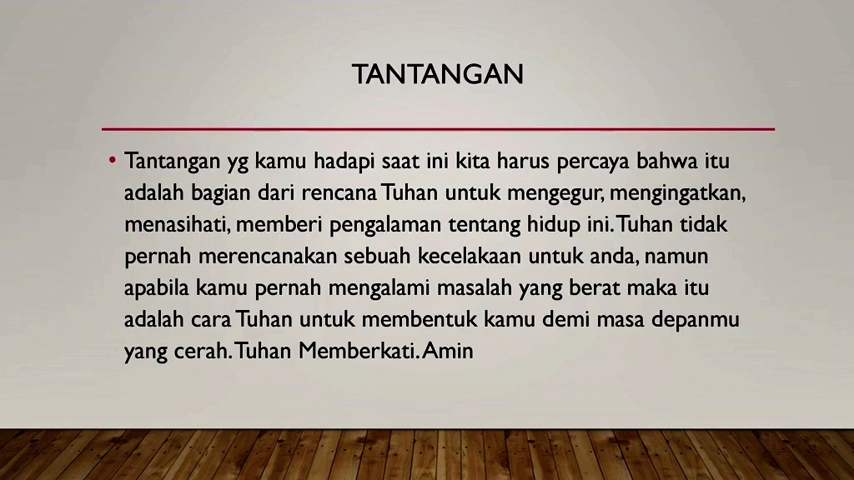 TANTANGAN
• Tantangan yg kamu hadapi saat ini kita harus percaya bahwa itu
adalah bagian dari rencana Tuhan untuk mengegur, mengingatkan,
menasihati, memberi pengalaman tentang hidup ini. Tuhan tidak
pernah merencanakan sebuah kecelakaan untuk anda, namun
apabila kamu pernah mengalami masalah yang berat maka itu
adalah cara Tuhan untuk membentuk kamu demi masa depanmu
yang cerah. Tuhan Memberkati. Amin